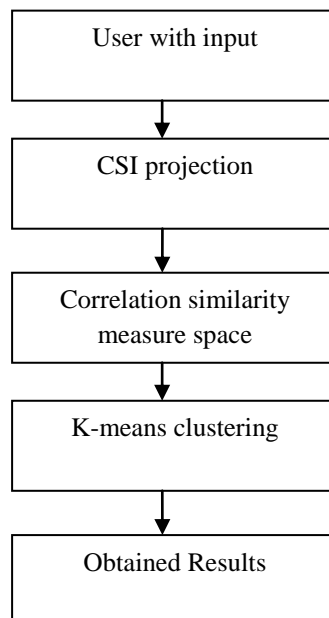 User with input
CSI projection
Correlation similarity
measure space
K-means clustering
Obtained Results